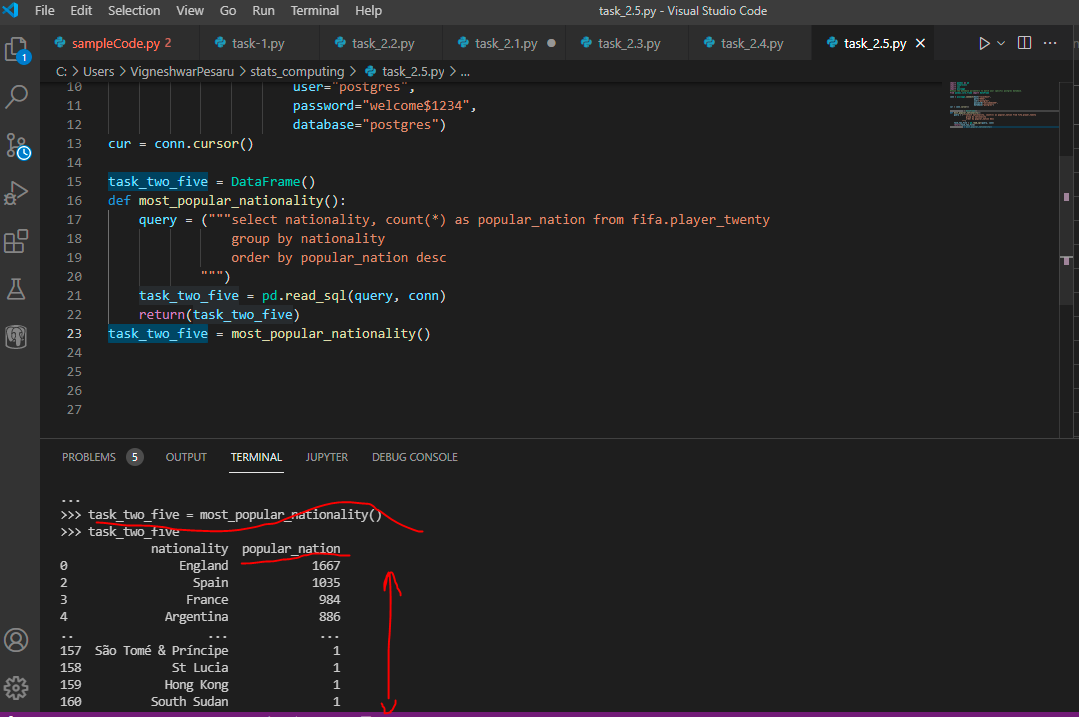 File Edit Selection View Go Run Terminal Help task_2.5.py - Visual Studio Code
sampleCode.py 2 task-1.py task_2.2.py task_2.1.py task_2.3.py task_2.4.py task_2.5.py
C: > Users > VigneshwarPesaru > stats_computing > task_2.5.py > ...
10 user="postgres",
11 password="welcome$1234",
12 database="postgres")
13 cur = conn.cursor()
14
15 task_two_five = DataFrame()
16 def most_popular_nationality():
17 query = ("""select nationality, count(*) as popular_nation from fifa.player_twenty
18 group by nationality
19 order by popular_nation desc
20 """)
21 task_two_five = pd.read_sql(query, conn)
22 return(task_two_five)
23 task_two_five = most_popular_nationality()
24
25
26
27
PROBLEMS 5 OUTPUT TERMINAL JUPYTER DEBUG CONSOLE
...
>>> task_two_five = most_popular_nationality()
>>> task_two_five
nationality popular_nation
0 England 1667
2 Spain 1035
3 France 984
4 Argentina 886
.. ... ...
157 São Tomé & Príncipe 1
158 St Lucia 1
159 Hong Kong 1
160 South Sudan 1
1